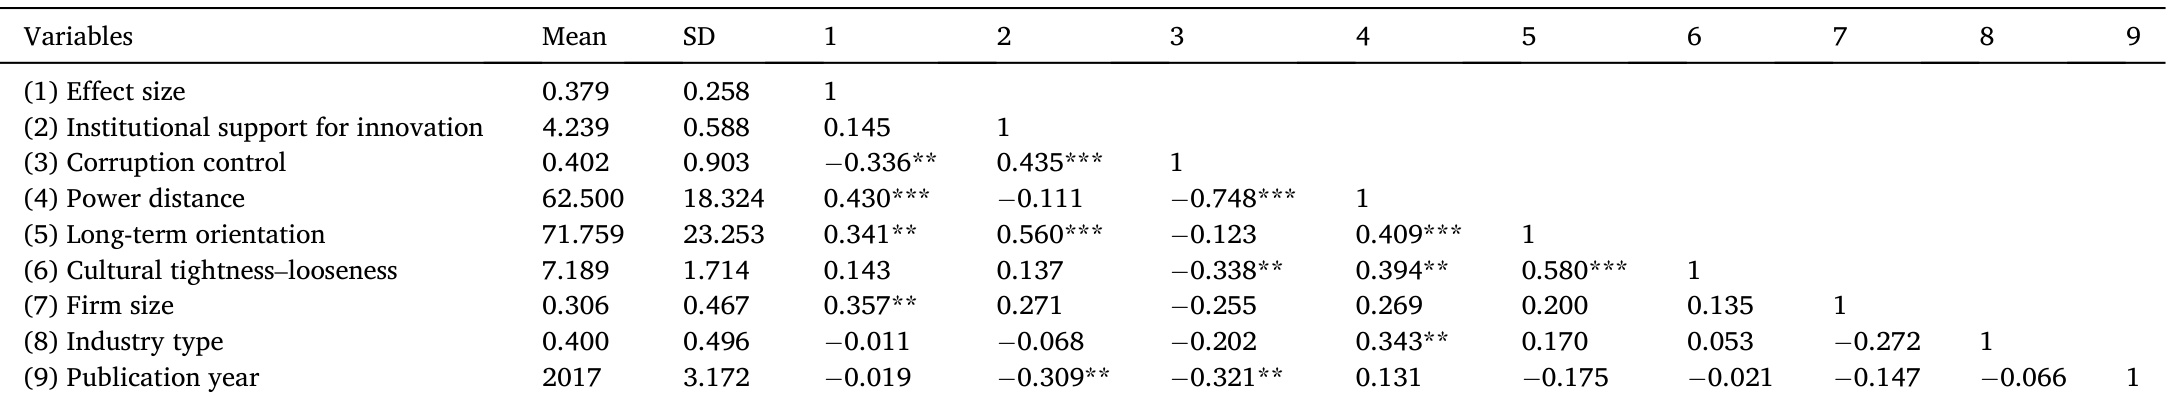 Variables Mean SD 1 2 3 4 5 6 7 8 9
(1) Effect size 0.379 0.258 1
(2) Institutional support for innovation 4.239 0.588 0.145 1
(3) Corruption control 0.402 0.903 −0.336** 0.435*** 1
(4) Power distance 62.500 18.324 0.430*** −0.111 −0.748*** 1
(5) Long-term orientation 71.759 23.253 0.341** 0.560*** −0.123 0.409*** 1
(6) Cultural tightness–looseness 7.189 1.714 0.143 0.137 −0.338** 0.394** 0.580*** 1
(7) Firm size 0.306 0.467 0.357** 0.271 −0.255 0.269 0.200 0.135 1
(8) Industry type 0.400 0.496 −0.011 −0.068 −0.202 0.343** 0.170 0.053 −0.272 1
(9) Publication year 2017 3.172 −0.019 −0.309** −0.321** 0.131 −0.175 −0.021 −0.147 −0.066 1